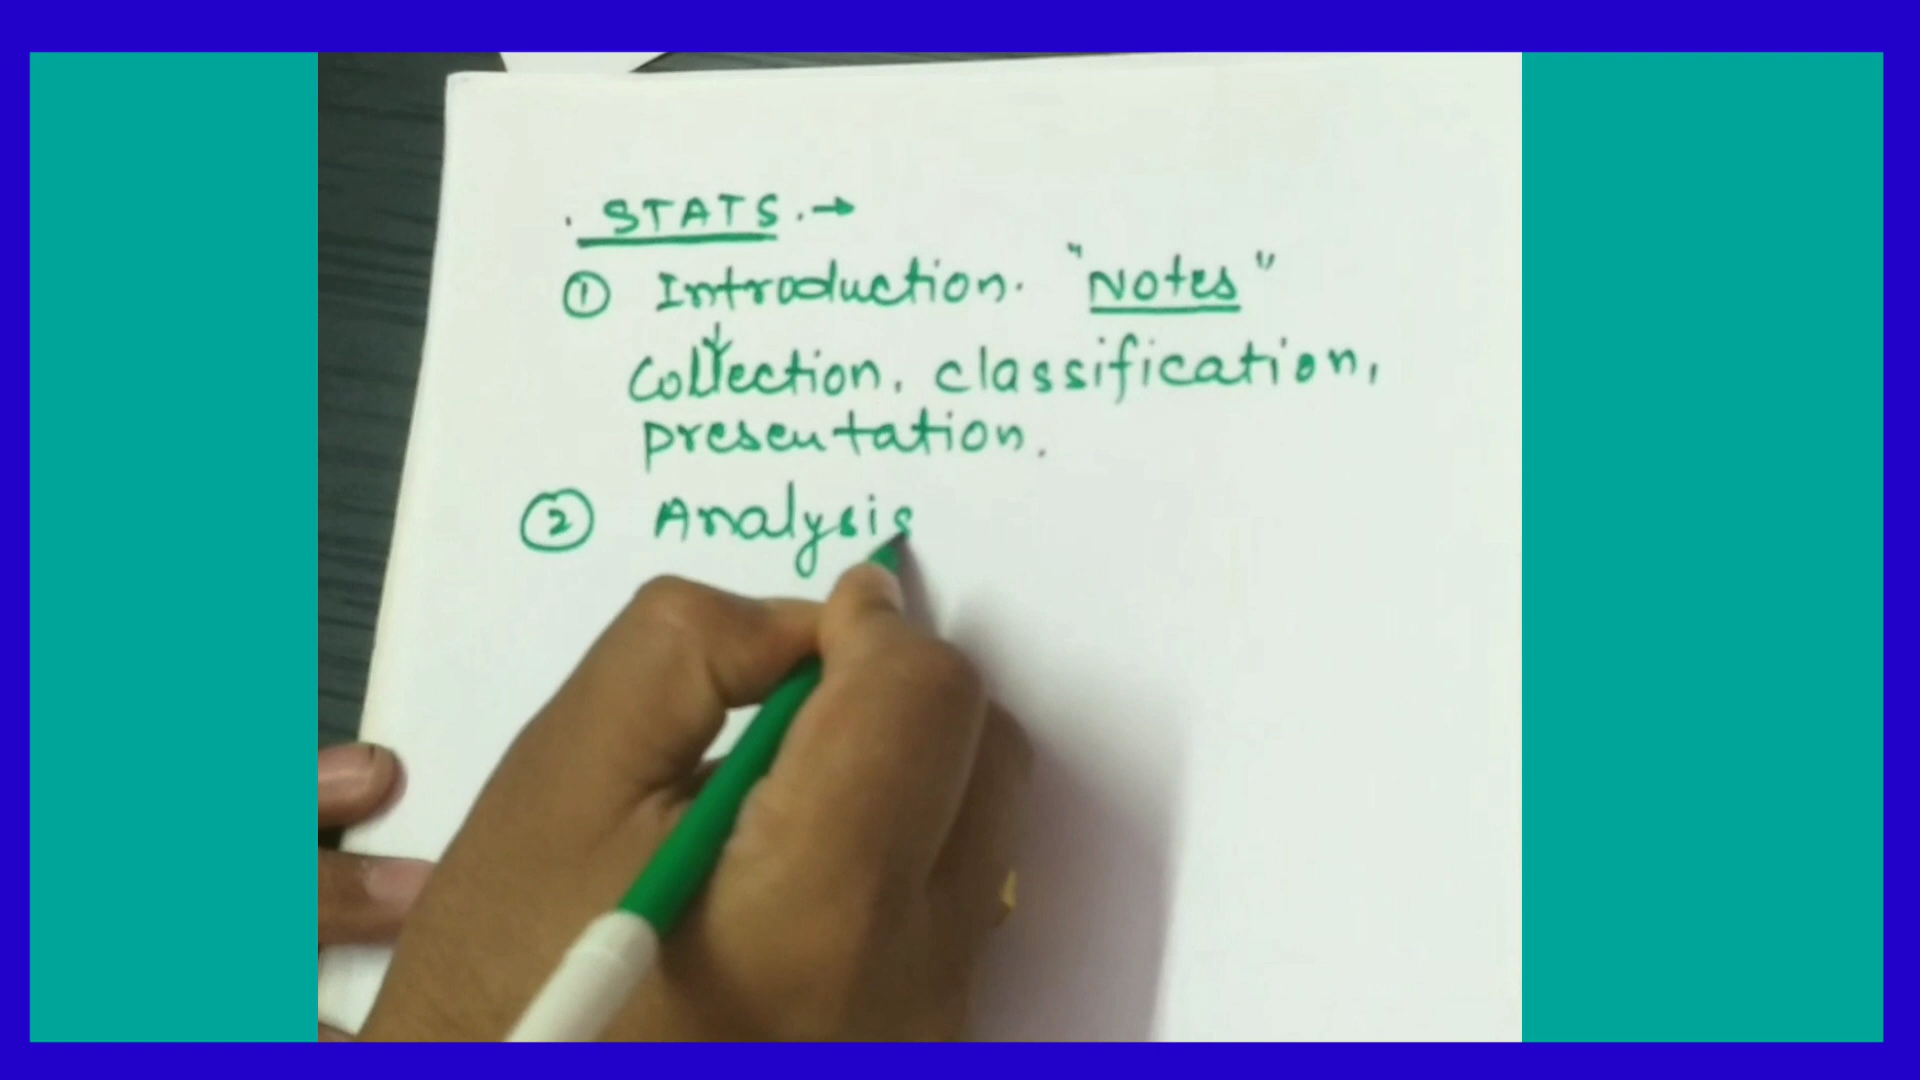 . STATS . →
① Introduction. "Notes"
↓
Collection, classification,
presentation.
② Analysis